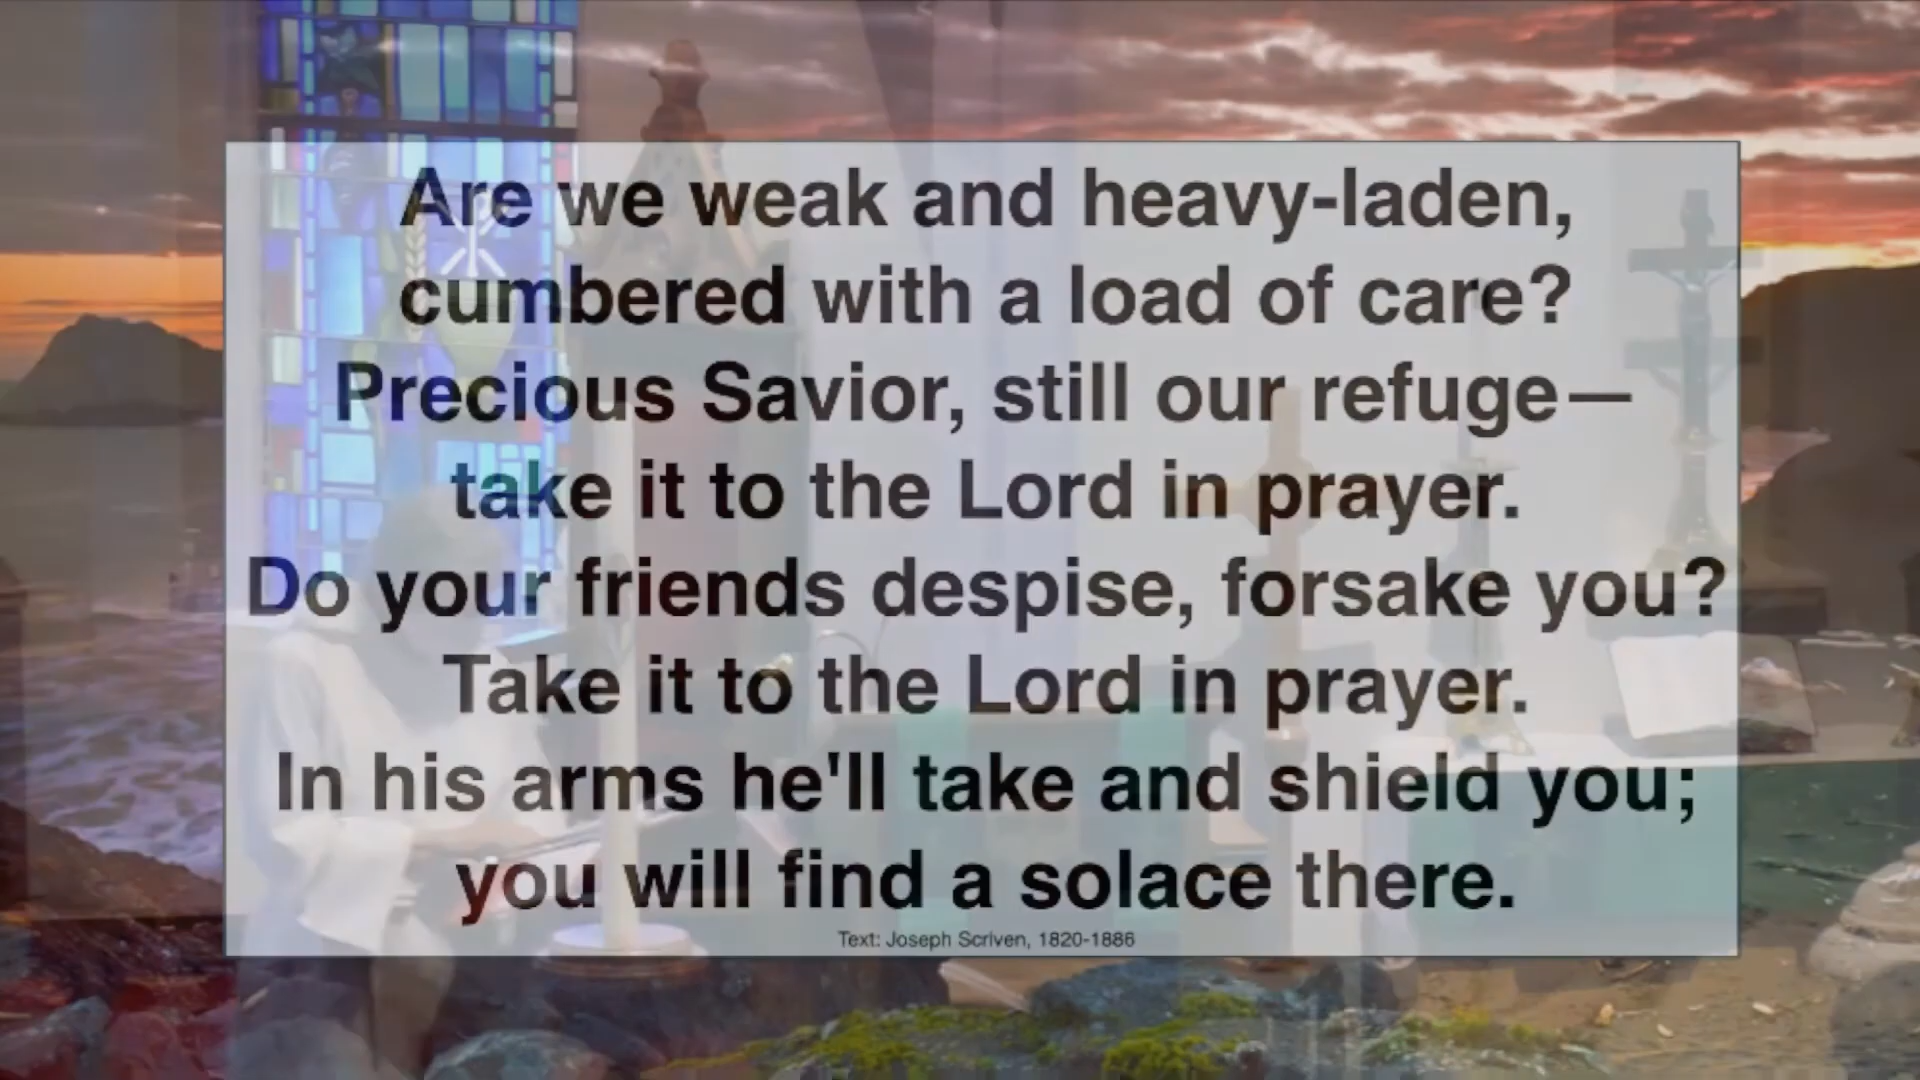 Are we weak and heavy-laden,
cumbered with a load of care?
Precious Savior, still our refuge—
take it to the Lord in prayer.
Do your friends despise, forsake you?
Take it to the Lord in prayer.
In his arms he'll take and shield you;
you will find a solace there.
Text: Joseph Scriven, 1820-1886